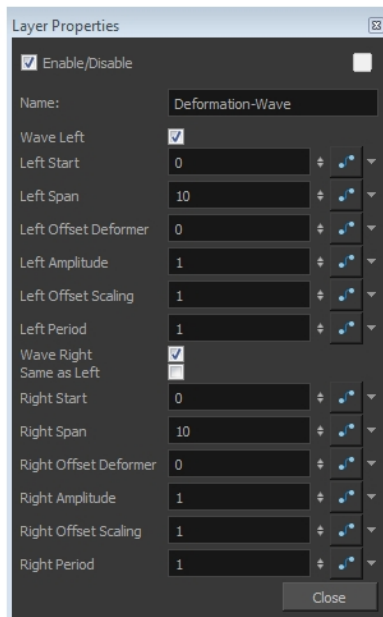 Layer Properties
Enable/Disable
Name: Deformation-Wave
Wave Left
Left Start 0
Left Span 10
Left Offset Deformer 0
Left Amplitude 1
Left Offset Scaling 1
Left Period 1
Wave Right
Same as Left
Right Start 0
Right Span 10
Right Offset Deformer 0
Right Amplitude 1
Right Offset Scaling 1
Right Period 1
Close